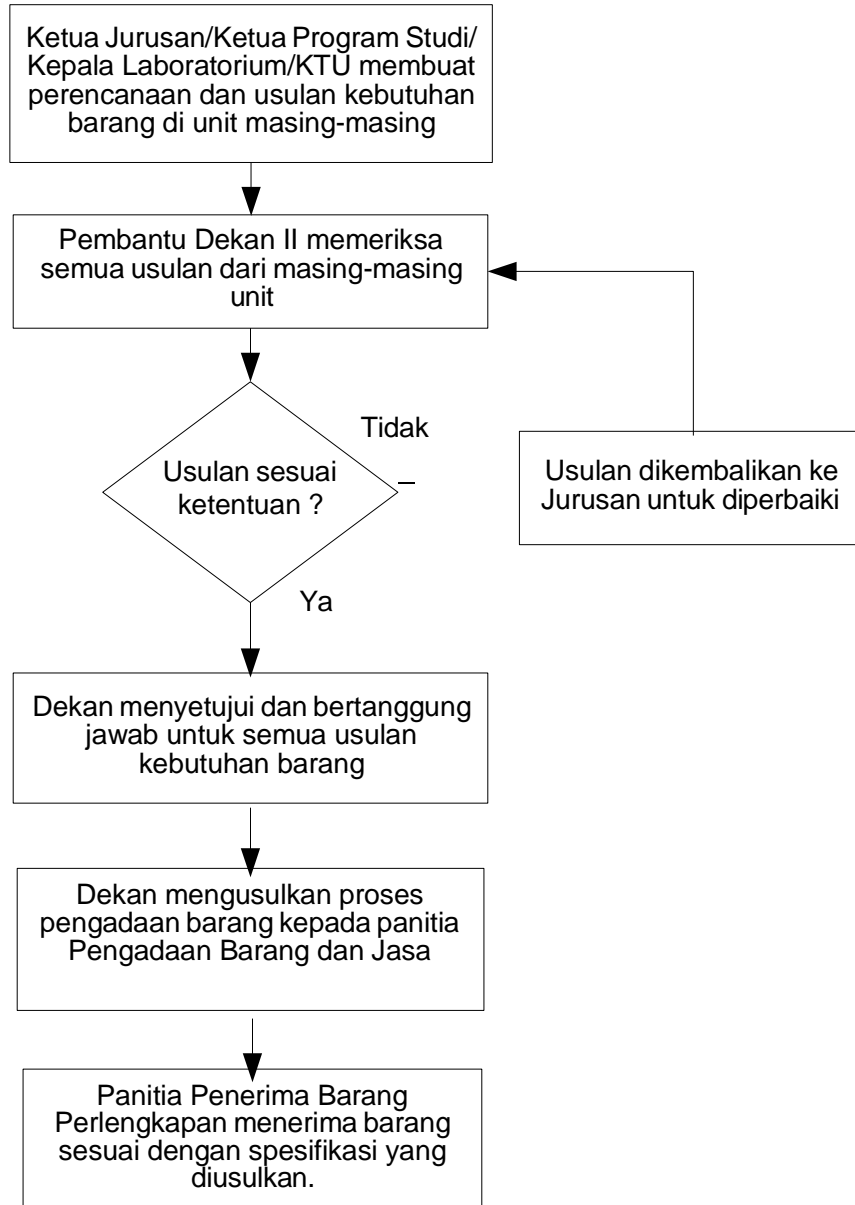 Ketua Jurusan/Ketua Program Studi/
Kepala Laboratorium/KTU membuat
perencanaan dan usulan kebutuhan
barang di unit masing-masing
Pembantu Dekan II memeriksa
semua usulan dari masing-masing
unit
Tidak
Usulan sesuai
ketentuan ?
Usulan dikembalikan ke
Jurusan untuk diperbaiki
Ya
Dekan menyetujui dan bertanggung
jawab untuk semua usulan
kebutuhan barang
Dekan mengusulkan proses
pengadaan barang kepada panitia
Pengadaan Barang dan Jasa
Panitia Penerima Barang
Perlengkapan menerima barang
sesuai dengan spesifikasi yang
diusulkan.